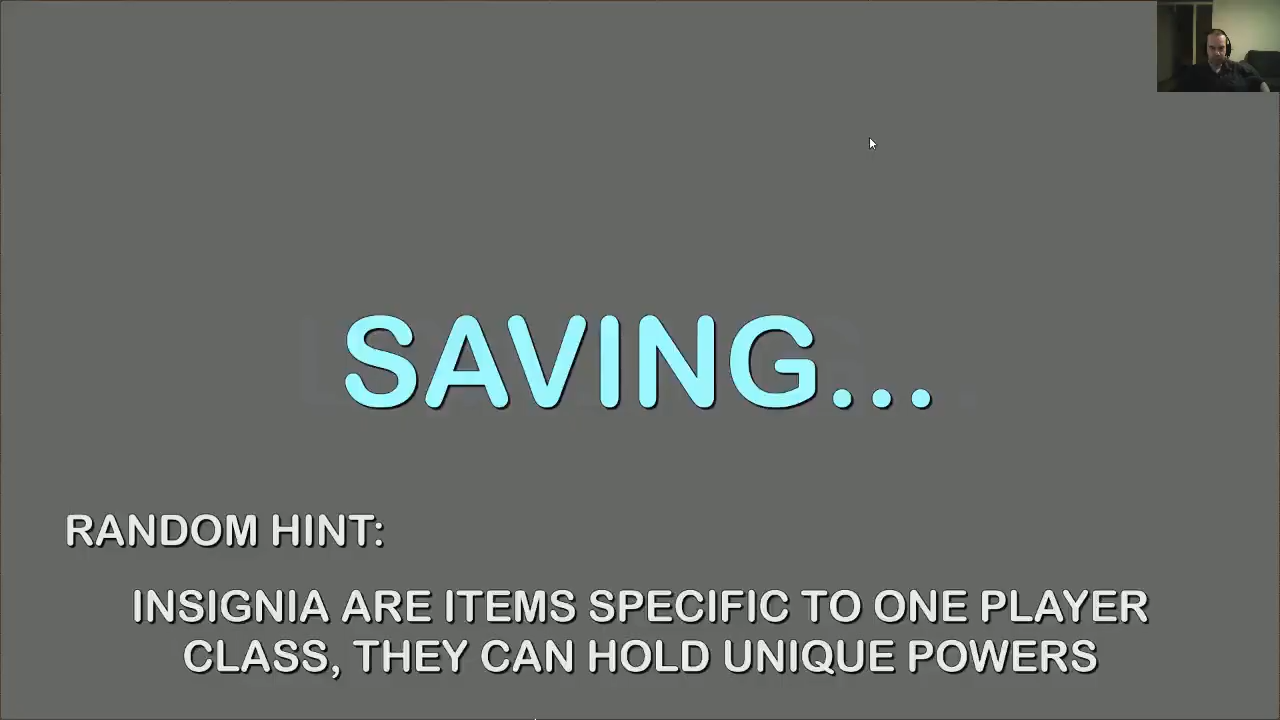 SAVING...
RANDOM HINT:
INSIGNIA ARE ITEMS SPECIFIC TO ONE PLAYER
CLASS, THEY CAN HOLD UNIQUE POWERS